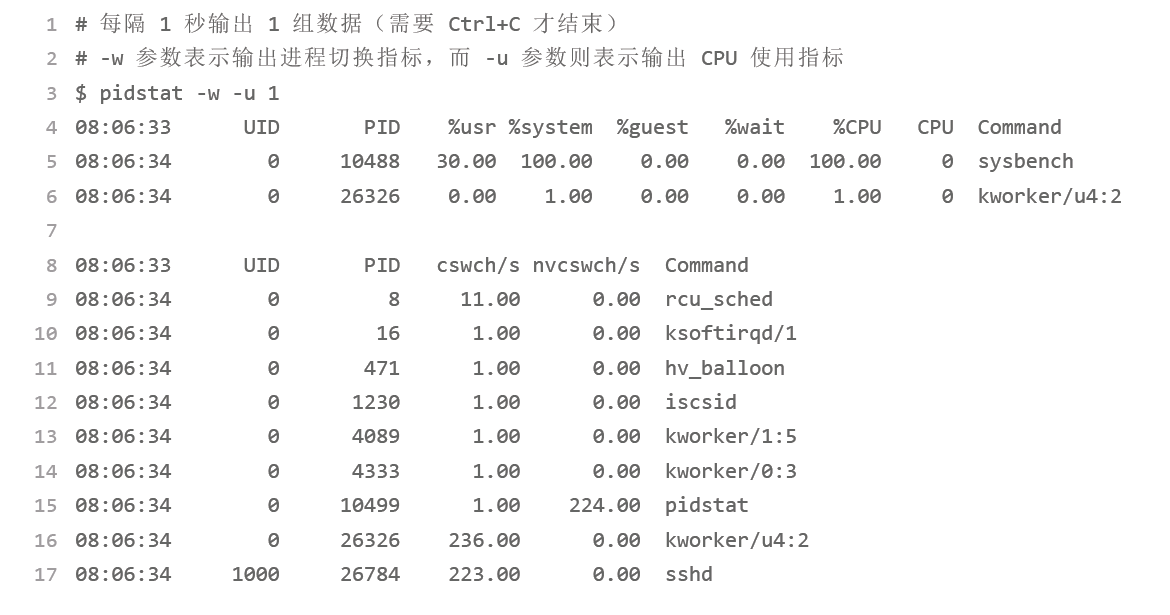 1 # 每隔 1 秒输出 1 组数据（需要 Ctrl+C 才结束）
2 # -w 参数表示输出进程切换指标，而 -u 参数则表示输出 CPU 使用指标
3 $ pidstat -w -u 1
4 08:06:33      UID       PID    %usr %system  %guest   %wait    %CPU   CPU  Command
5 08:06:34        0     10488   30.00  100.00    0.00    0.00  100.00     0  sysbench
6 08:06:34        0     26326    0.00    1.00    0.00    0.00    1.00     0  kworker/u4:2
7
8 08:06:33      UID       PID   cswch/s nvcswch/s  Command
9 08:06:34        0         8     11.00      0.00  rcu_sched
10 08:06:34        0        16      1.00      0.00  ksoftirqd/1
11 08:06:34        0       471      1.00      0.00  hv_balloon
12 08:06:34        0      1230      1.00      0.00  iscsid
13 08:06:34        0      4089      1.00      0.00  kworker/1:5
14 08:06:34        0      4333      1.00      0.00  kworker/0:3
15 08:06:34        0     10499      1.00    224.00  pidstat
16 08:06:34        0     26326    236.00      0.00  kworker/u4:2
17 08:06:34     1000     26784    223.00      0.00  sshd